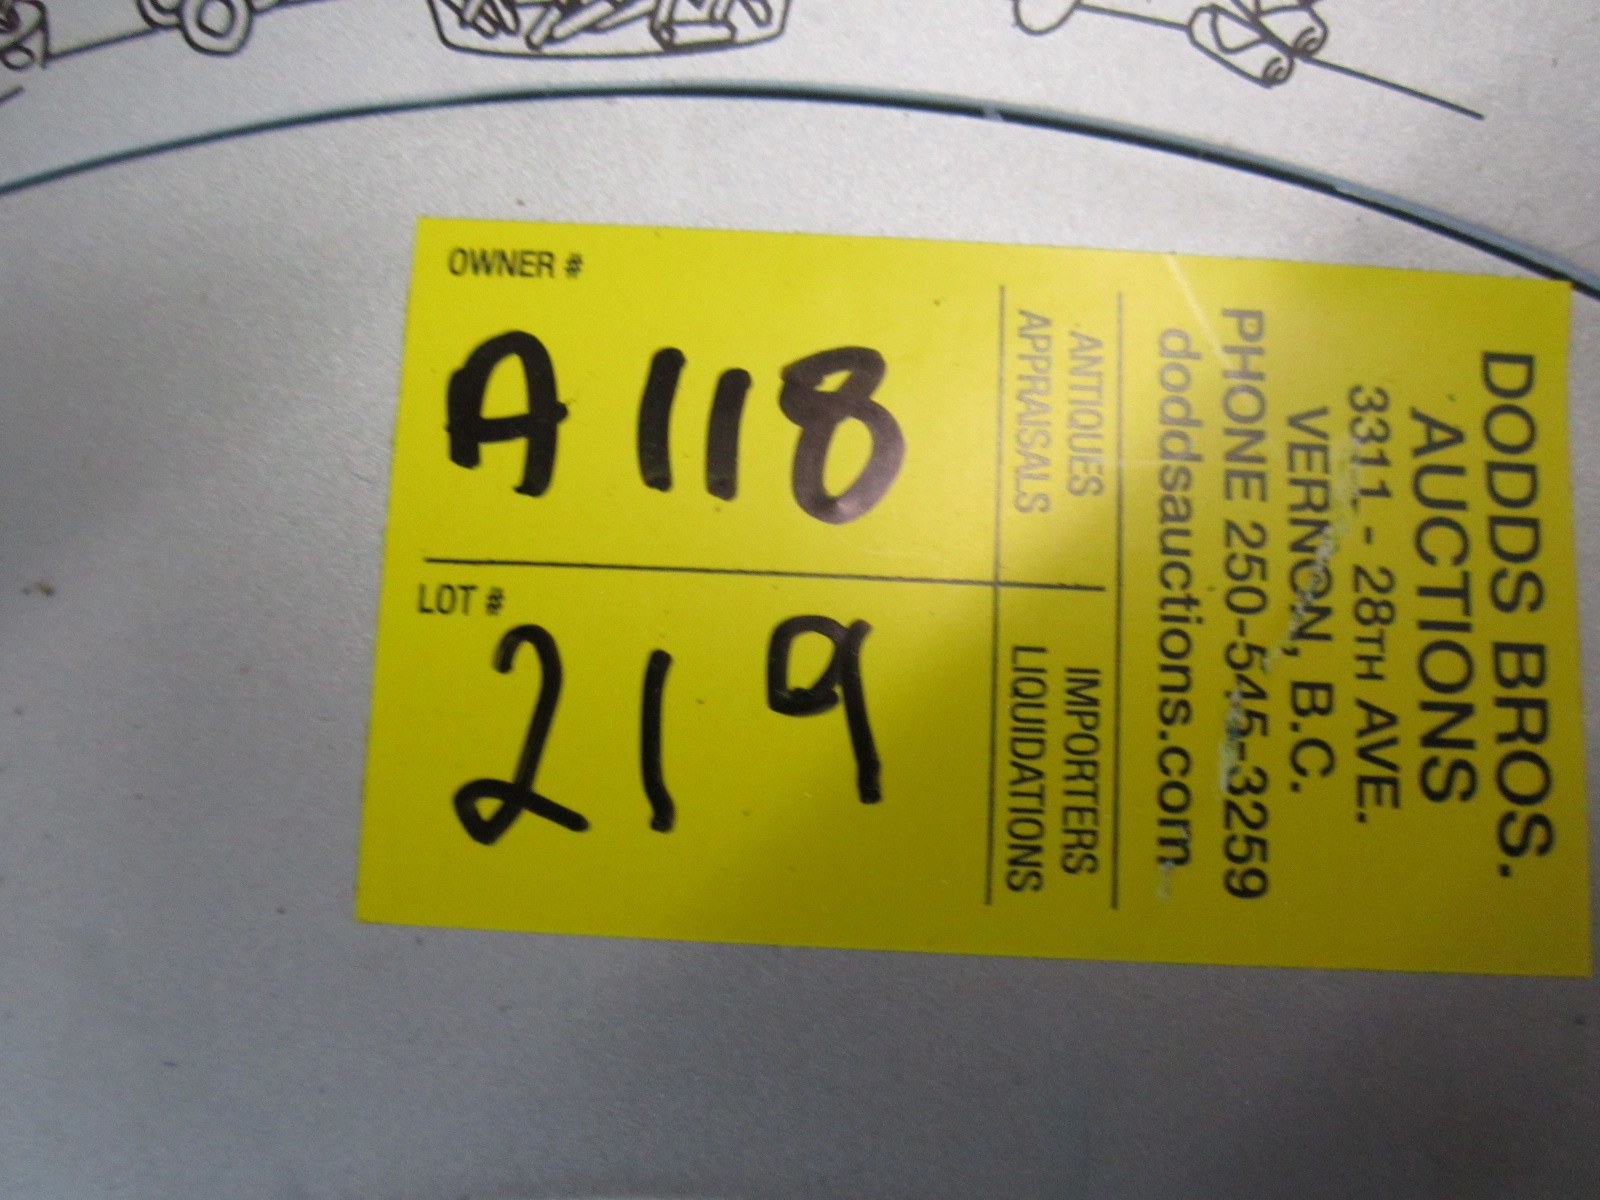 OWNER #
A 118
LOT #
219
DODDS BROS.
AUCTIONS
3311 - 28TH AVE.
VERNON, B.C.
PHONE 250-545-3259
doddsauctions.com
ANTIQUES
APPRAISALS
IMPORTERS
LIQUIDATIONS